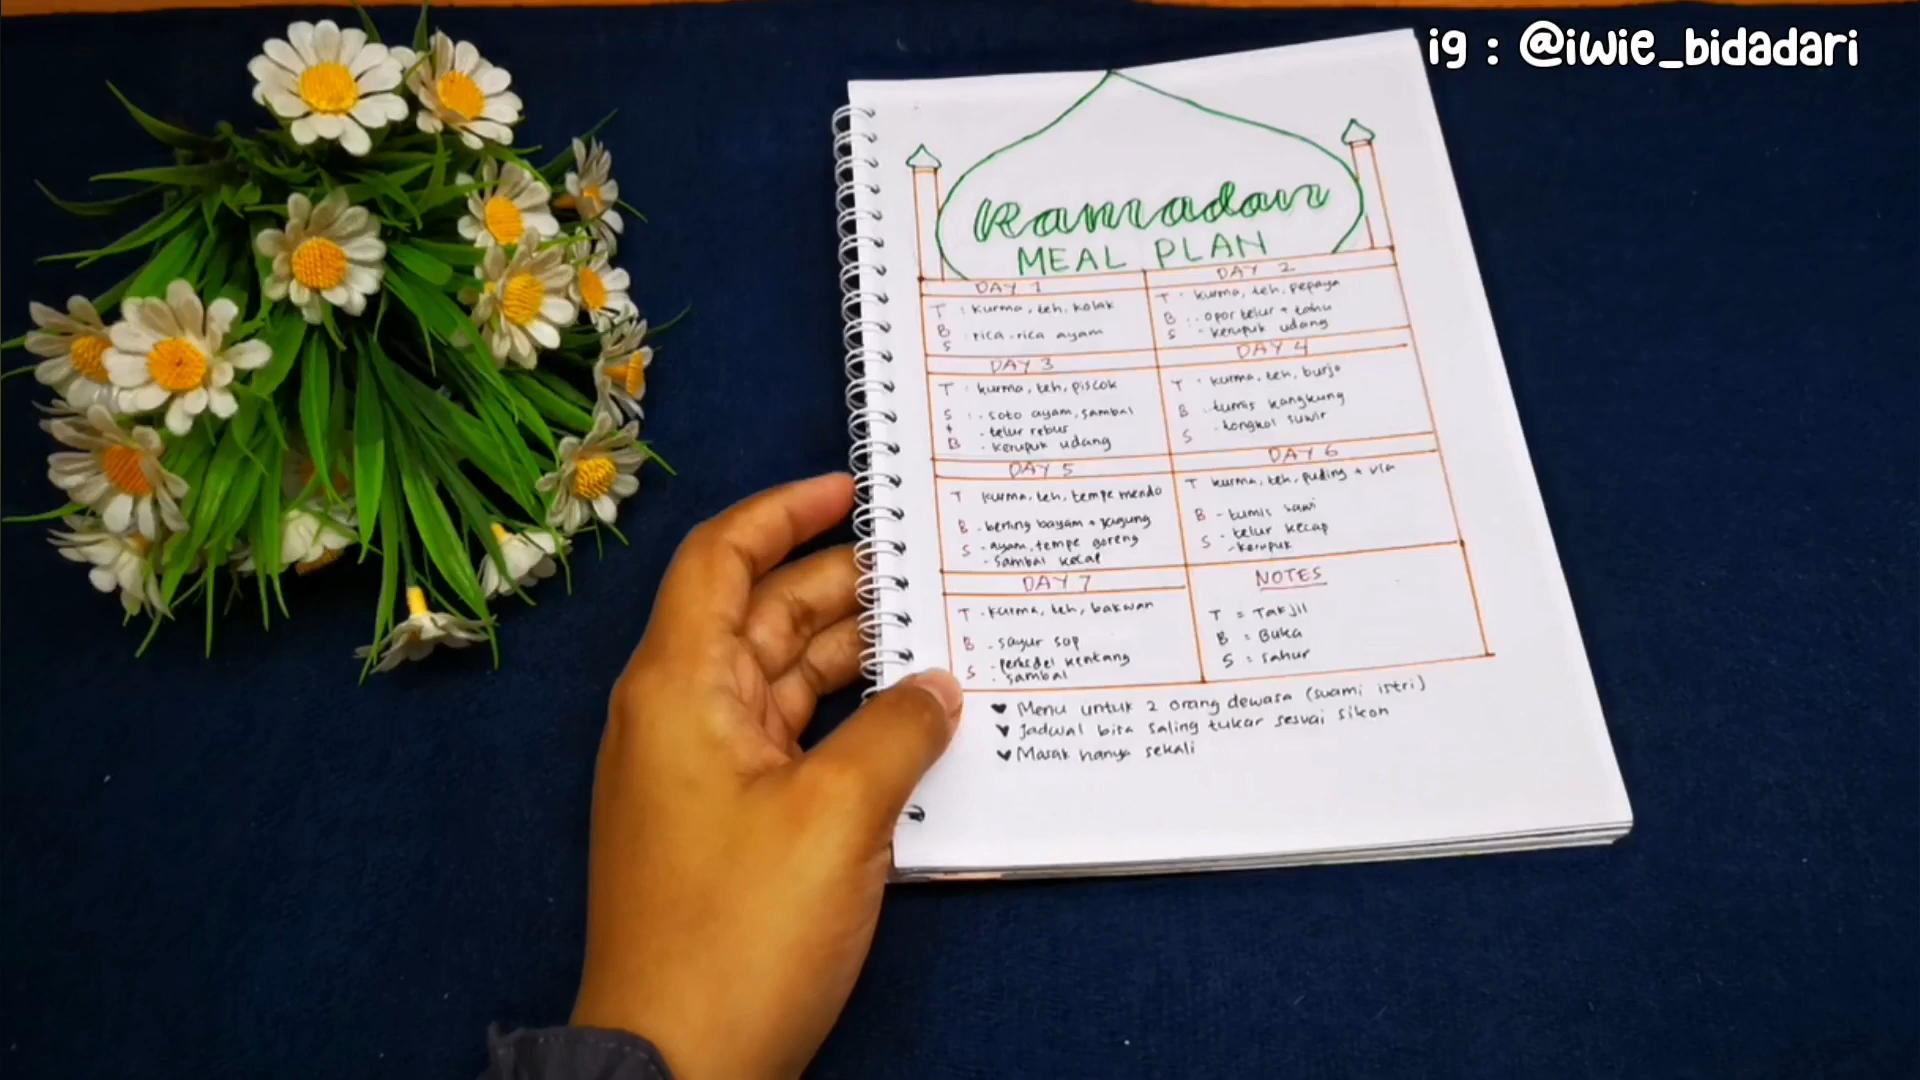 ig : @iwie_bidadari
Ramadan
MEAL PLAN
DAY 1
T : kurma, teh, kolak
B : rica-rica ayam
S
DAY 2
T : kurma, teh, pepaya
B : - opor telur + tahu
S - kerupuk udang
DAY 3
T : kurma, teh, piscok
S : - soto ayam, sambal
+ - telur rebus
B - kerupuk udang
DAY 4
T : kurma, teh, burjo
B : - tumis kangkung
S - tongkol suwir
DAY 5
T kurma, teh, tempe mendo
B - bening bayam + jagung
S - ayam, tempe goreng
- sambal kecap
DAY 6
T kurma, teh, puding + vla
B - tumis sawi
S - telur kecap
- kerupuk
DAY 7
T - kurma, teh, bakwan
B - sayur sop
S - perkedel kentang
- sambal
NOTES
T = Takjil
B = Buka
S = Sahur
♥ Menu untuk 2 orang dewasa (suami istri)
♥ Jadwal bisa saling tukar sesuai sikon
♥ Masak hanya sekali